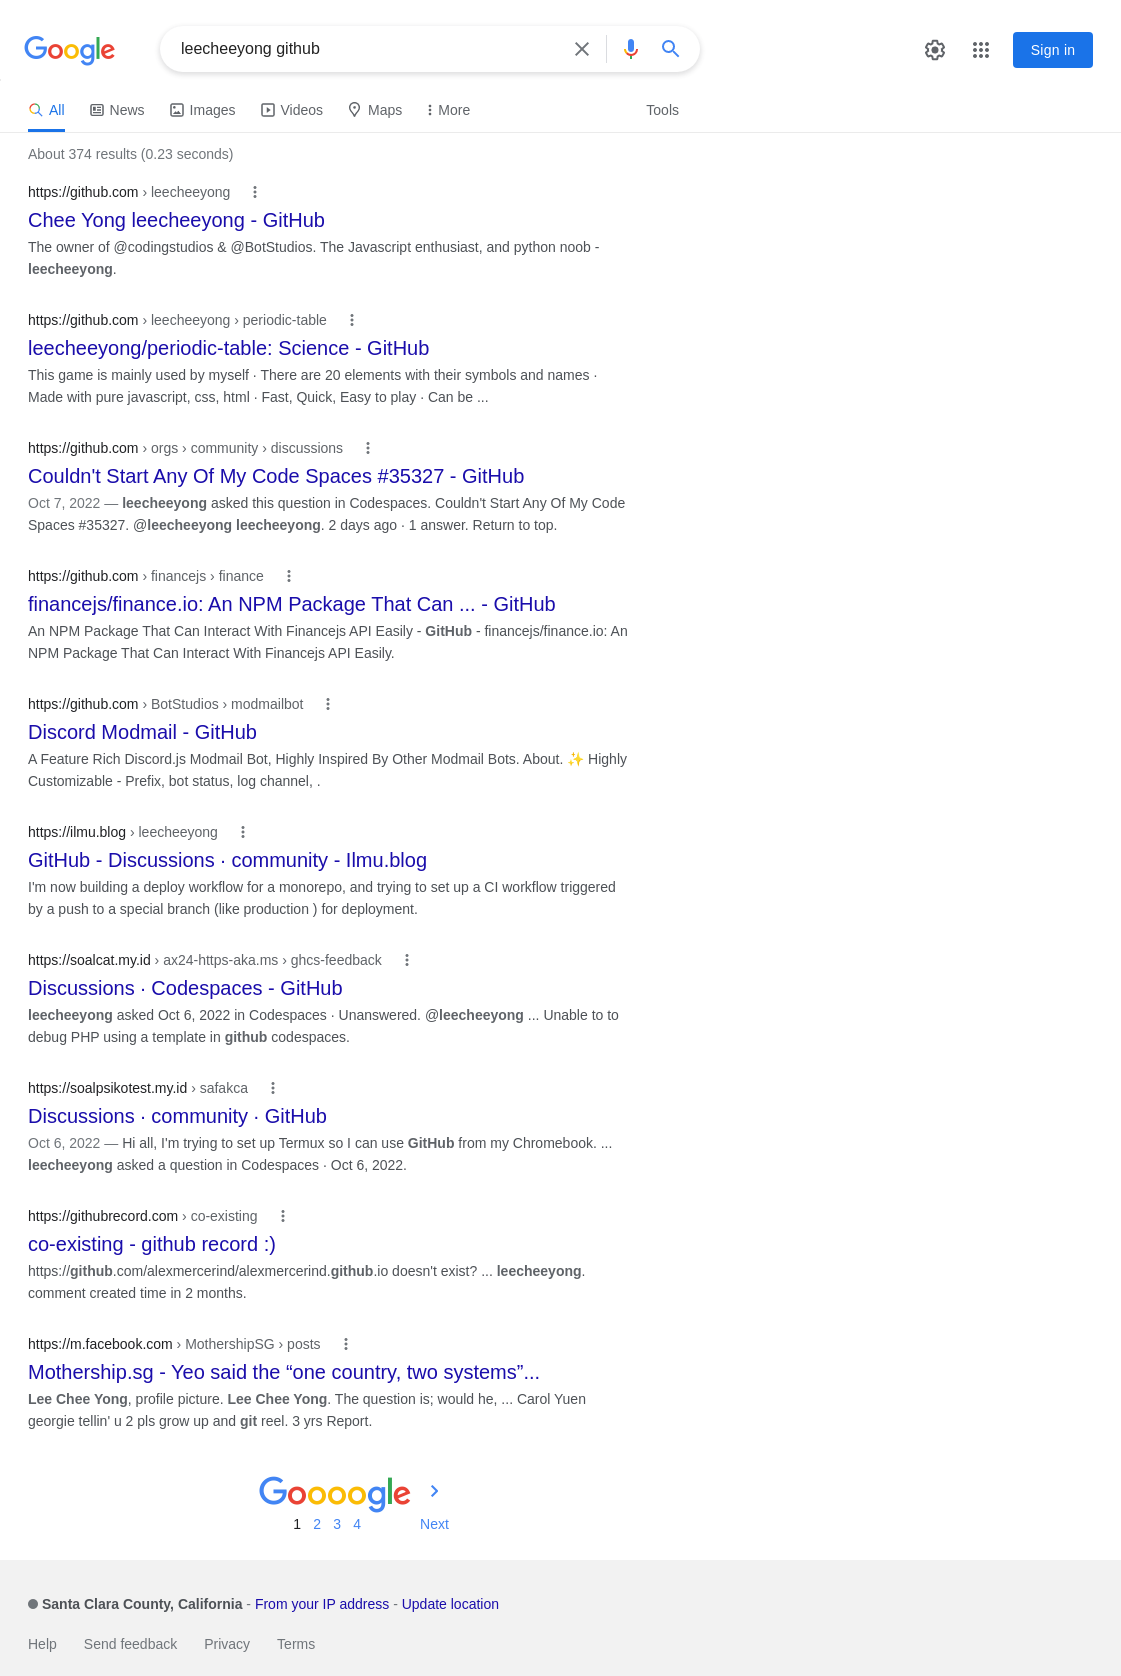 Google
leecheeyong github
Sign in
All News Images Videos Maps More Tools
About 374 results (0.23 seconds)
https://github.com › leecheeyong
Chee Yong leecheeyong - GitHub
The owner of @codingstudios & @BotStudios. The Javascript enthusiast, and python noob -
leecheeyong.
https://github.com › leecheeyong › periodic-table
leecheeyong/periodic-table: Science - GitHub
This game is mainly used by myself · There are 20 elements with their symbols and names ·
Made with pure javascript, css, html · Fast, Quick, Easy to play · Can be ...
https://github.com › orgs › community › discussions
Couldn't Start Any Of My Code Spaces #35327 - GitHub
Oct 7, 2022 — leecheeyong asked this question in Codespaces. Couldn't Start Any Of My Code
Spaces #35327. @leecheeyong leecheeyong. 2 days ago · 1 answer. Return to top.
https://github.com › financejs › finance
financejs/finance.io: An NPM Package That Can ... - GitHub
An NPM Package That Can Interact With Financejs API Easily - GitHub - financejs/finance.io: An
NPM Package That Can Interact With Financejs API Easily.
https://github.com › BotStudios › modmailbot
Discord Modmail - GitHub
A Feature Rich Discord.js Modmail Bot, Highly Inspired By Other Modmail Bots. About. ✨ Highly
Customizable - Prefix, bot status, log channel, .
https://ilmu.blog › leecheeyong
GitHub - Discussions · community - Ilmu.blog
I'm now building a deploy workflow for a monorepo, and trying to set up a CI workflow triggered
by a push to a special branch (like production ) for deployment.
https://soalcat.my.id › ax24-https-aka.ms › ghcs-feedback
Discussions · Codespaces - GitHub
leecheeyong asked Oct 6, 2022 in Codespaces · Unanswered. @leecheeyong ... Unable to to
debug PHP using a template in github codespaces.
https://soalpsikotest.my.id › safakca
Discussions · community · GitHub
Oct 6, 2022 — Hi all, I'm trying to set up Termux so I can use GitHub from my Chromebook. ...
leecheeyong asked a question in Codespaces · Oct 6, 2022.
https://githubrecord.com › co-existing
co-existing - github record :)
https://github.com/alexmercerind/alexmercerind.github.io doesn't exist? ... leecheeyong.
comment created time in 2 months.
https://m.facebook.com › MothershipSG › posts
Mothership.sg - Yeo said the “one country, two systems”...
Lee Chee Yong, profile picture. Lee Chee Yong. The question is; would he, ... Carol Yuen
georgie tellin' u 2 pls grow up and git reel. 3 yrs Report.
Goooogle
1 2 3 4 Next
Santa Clara County, California - From your IP address - Update location
Help Send feedback Privacy Terms